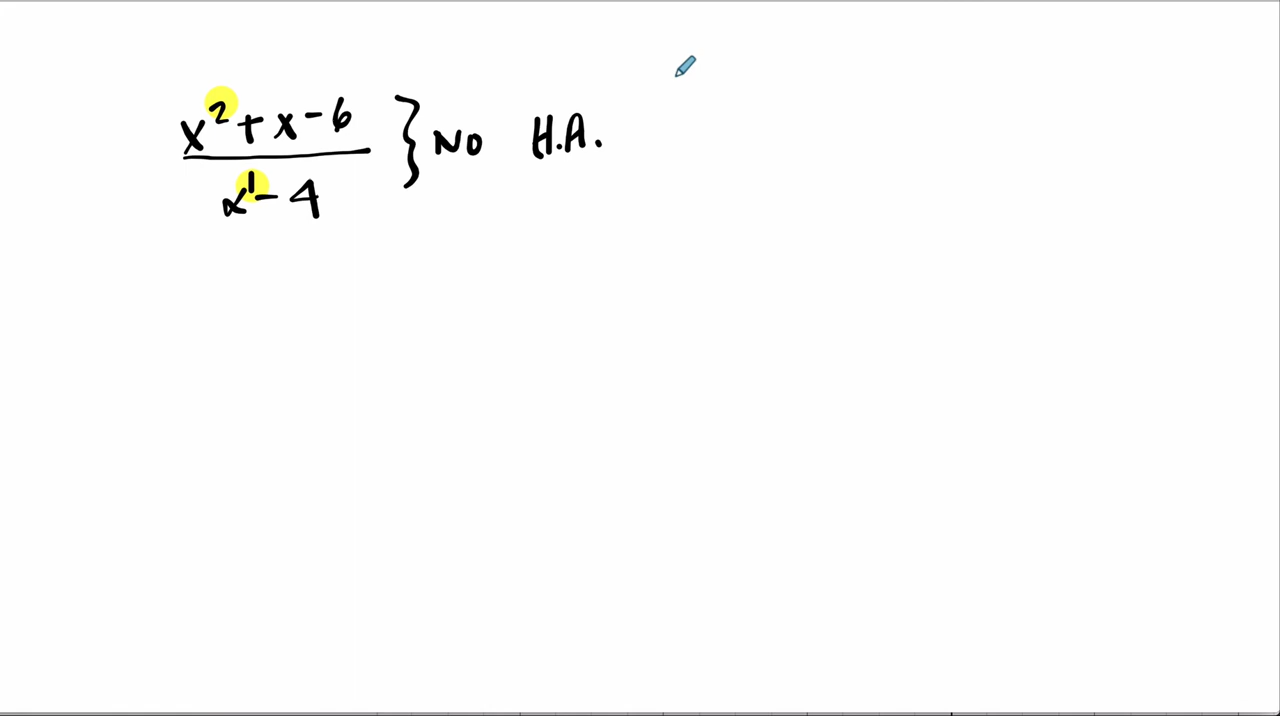 x² + x - 6 } NO H.A.
x¹ - 4